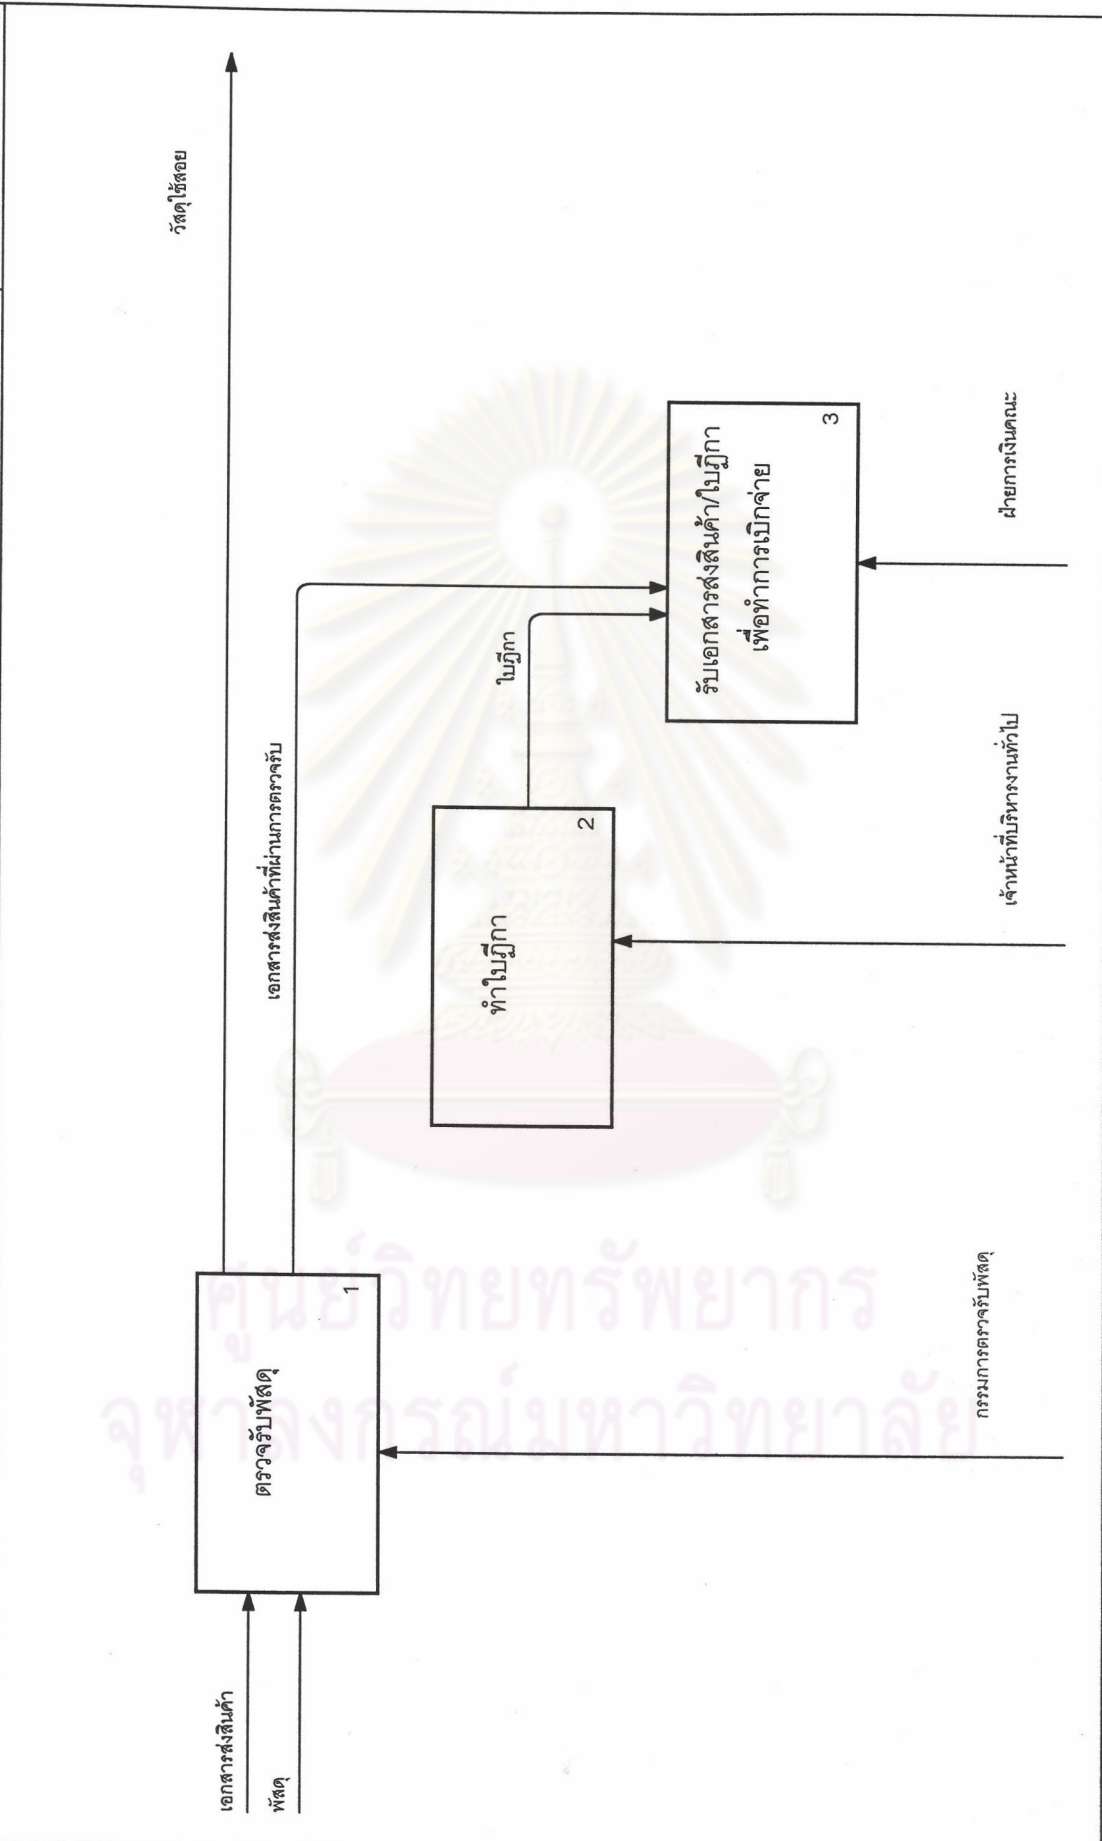 วัสดุใช้สอย
เอกสารส่งสินค้า
พัสดุ
ตรวจรับพัสดุ
1
เอกสารส่งสินค้าที่ผ่านการตรวจรับ
ทำใบฎีกา
2
ใบฎีกา
รับเอกสารส่งสินค้า/ใบฎีกา
เพื่อทำการเบิกจ่าย
3
กรรมการตรวจรับพัสดุ
เจ้าหน้าที่บริหารงานทั่วไป
ฝ่ายการเงินคณะ
ศูนย์วิทยทรัพยากร
จุฬาลงกรณ์มหาวิทยาลัย